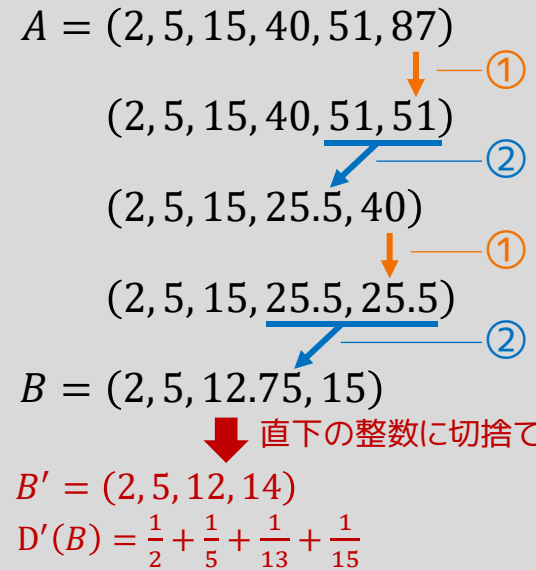 A = (2, 5, 15, 40, 51, 87)
①
(2, 5, 15, 40, 51, 51)
②
(2, 5, 15, 25.5, 40)
①
(2, 5, 15, 25.5, 25.5)
②
B = (2, 5, 12.75, 15)
直下の整数に切捨て
B′ = (2, 5, 12, 14)
D′(B) = 1/2 + 1/5 + 1/13 + 1/15